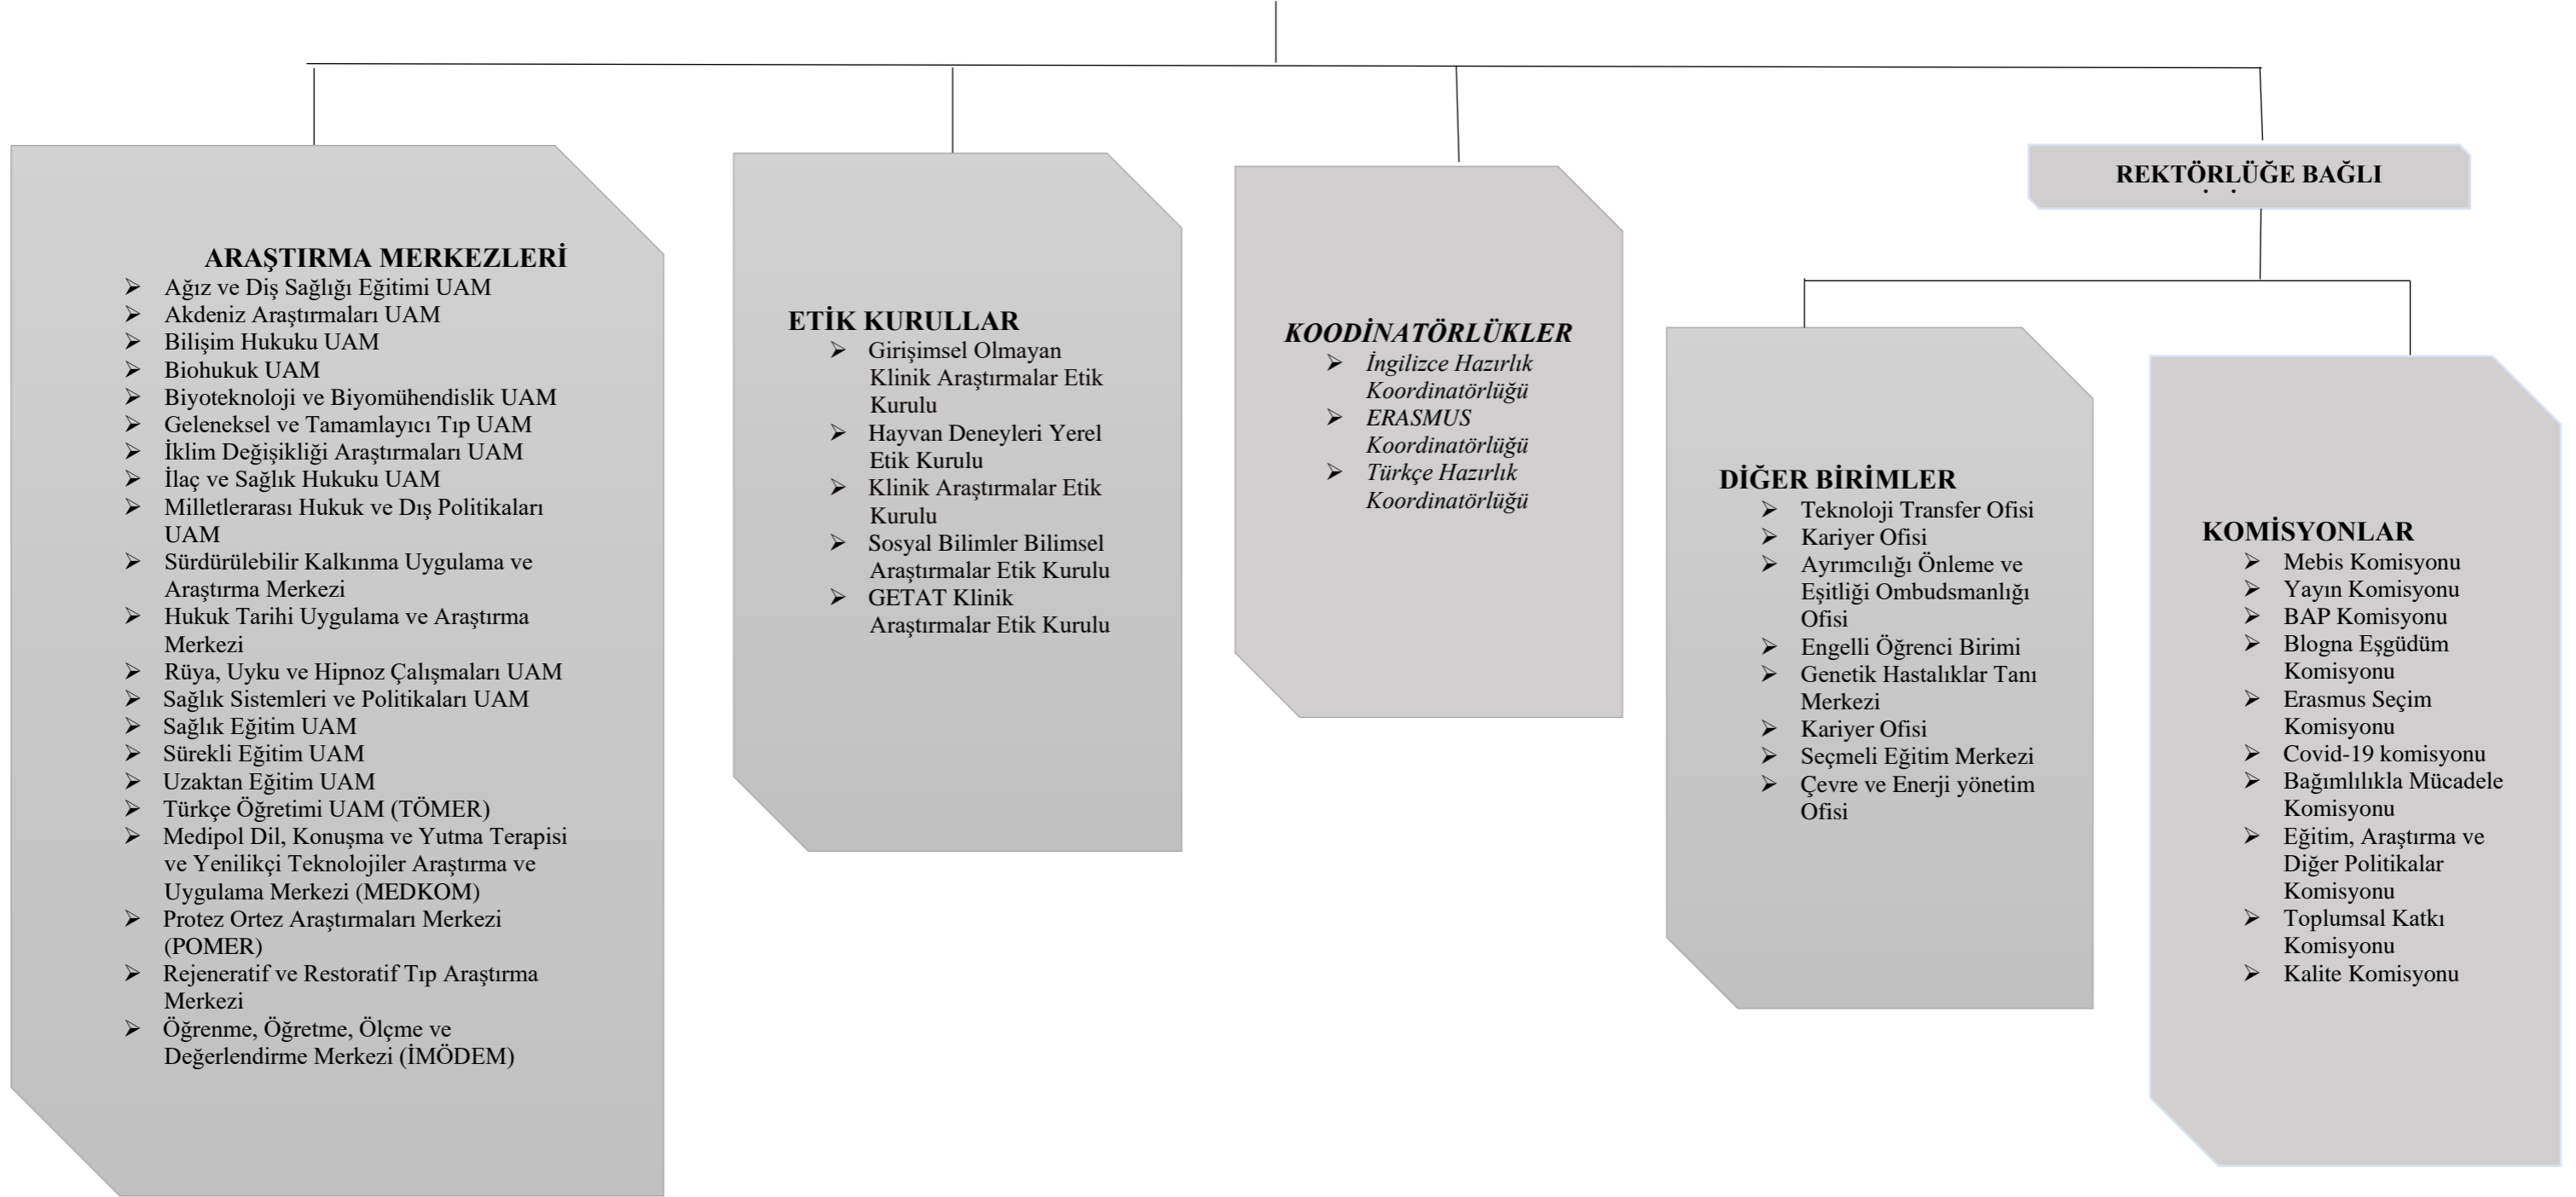 ARAŞTIRMA MERKEZLERİ
➢ Ağız ve Diş Sağlığı Eğitimi UAM
➢ Akdeniz Araştırmaları UAM
➢ Bilişim Hukuku UAM
➢ Biohukuk UAM
➢ Biyoteknoloji ve Biyomühendislik UAM
➢ Geleneksel ve Tamamlayıcı Tıp UAM
➢ İklim Değişikliği Araştırmaları UAM
➢ İlaç ve Sağlık Hukuku UAM
➢ Milletlerarası Hukuk ve Dış Politikaları
UAM
➢ Sürdürülebilir Kalkınma Uygulama ve
Araştırma Merkezi
➢ Hukuk Tarihi Uygulama ve Araştırma
Merkezi
➢ Rüya, Uyku ve Hipnoz Çalışmaları UAM
➢ Sağlık Sistemleri ve Politikaları UAM
➢ Sağlık Eğitim UAM
➢ Sürekli Eğitim UAM
➢ Uzaktan Eğitim UAM
➢ Türkçe Öğretimi UAM (TÖMER)
➢ Medipol Dil, Konuşma ve Yutma Terapisi
ve Yenilikçi Teknolojiler Araştırma ve
Uygulama Merkezi (MEDKOM)
➢ Protez Ortez Araştırmaları Merkezi
(POMER)
➢ Rejeneratif ve Restoratif Tıp Araştırma
Merkezi
➢ Öğrenme, Öğretme, Ölçme ve
Değerlendirme Merkezi (İMÖDEM)
ETİK KURULLAR
➢ Girişimsel Olmayan
Klinik Araştırmalar Etik
Kurulu
➢ Hayvan Deneyleri Yerel
Etik Kurulu
➢ Klinik Araştırmalar Etik
Kurulu
➢ Sosyal Bilimler Bilimsel
Araştırmalar Etik Kurulu
➢ GETAT Klinik
Araştırmalar Etik Kurulu
KOODİNATÖRLÜKLER
➢ İngilizce Hazırlık
Koordinatörlüğü
➢ ERASMUS
Koordinatörlüğü
➢ Türkçe Hazırlık
Koordinatörlüğü
REKTÖRLÜĞE BAĞLI
DİĞER BİRİMLER
➢ Teknoloji Transfer Ofisi
➢ Kariyer Ofisi
➢ Ayrımcılığı Önleme ve
Eşitliği Ombudsmanlığı
Ofisi
➢ Engelli Öğrenci Birimi
➢ Genetik Hastalıklar Tanı
Merkezi
➢ Kariyer Ofisi
➢ Seçmeli Eğitim Merkezi
➢ Çevre ve Enerji yönetim
Ofisi
KOMİSYONLAR
➢ Mebis Komisyonu
➢ Yayın Komisyonu
➢ BAP Komisyonu
➢ Blogna Eşgüdüm
Komisyonu
➢ Erasmus Seçim
Komisyonu
➢ Covid-19 komisyonu
➢ Bağımlılıkla Mücadele
Komisyonu
➢ Eğitim, Araştırma ve
Diğer Politikalar
Komisyonu
➢ Toplumsal Katkı
Komisyonu
➢ Kalite Komisyonu